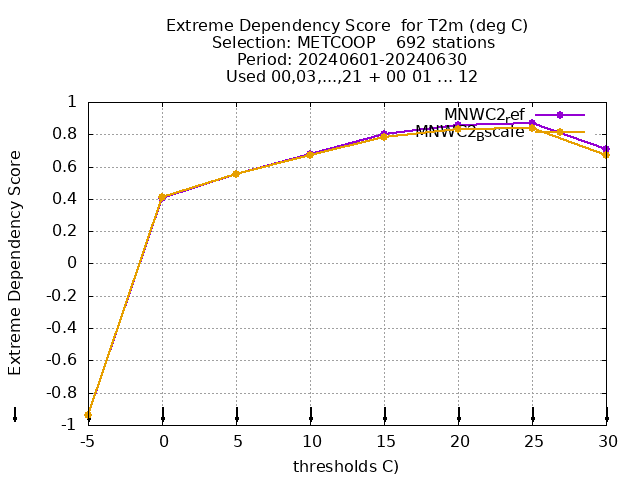 Extreme Dependency Score  for T2m (deg C)
Selection: METCOOP    692 stations
Period: 20240601-20240630
Used 00,03,...,21 + 00 01 ... 12
MNWC2ref
MNWC2Bscale
Extreme Dependency Score
1
0.8
0.6
0.4
0.2
0
-0.2
-0.4
-0.6
-0.8
-1
-5 0 5 10 15 20 25 30
thresholds C)